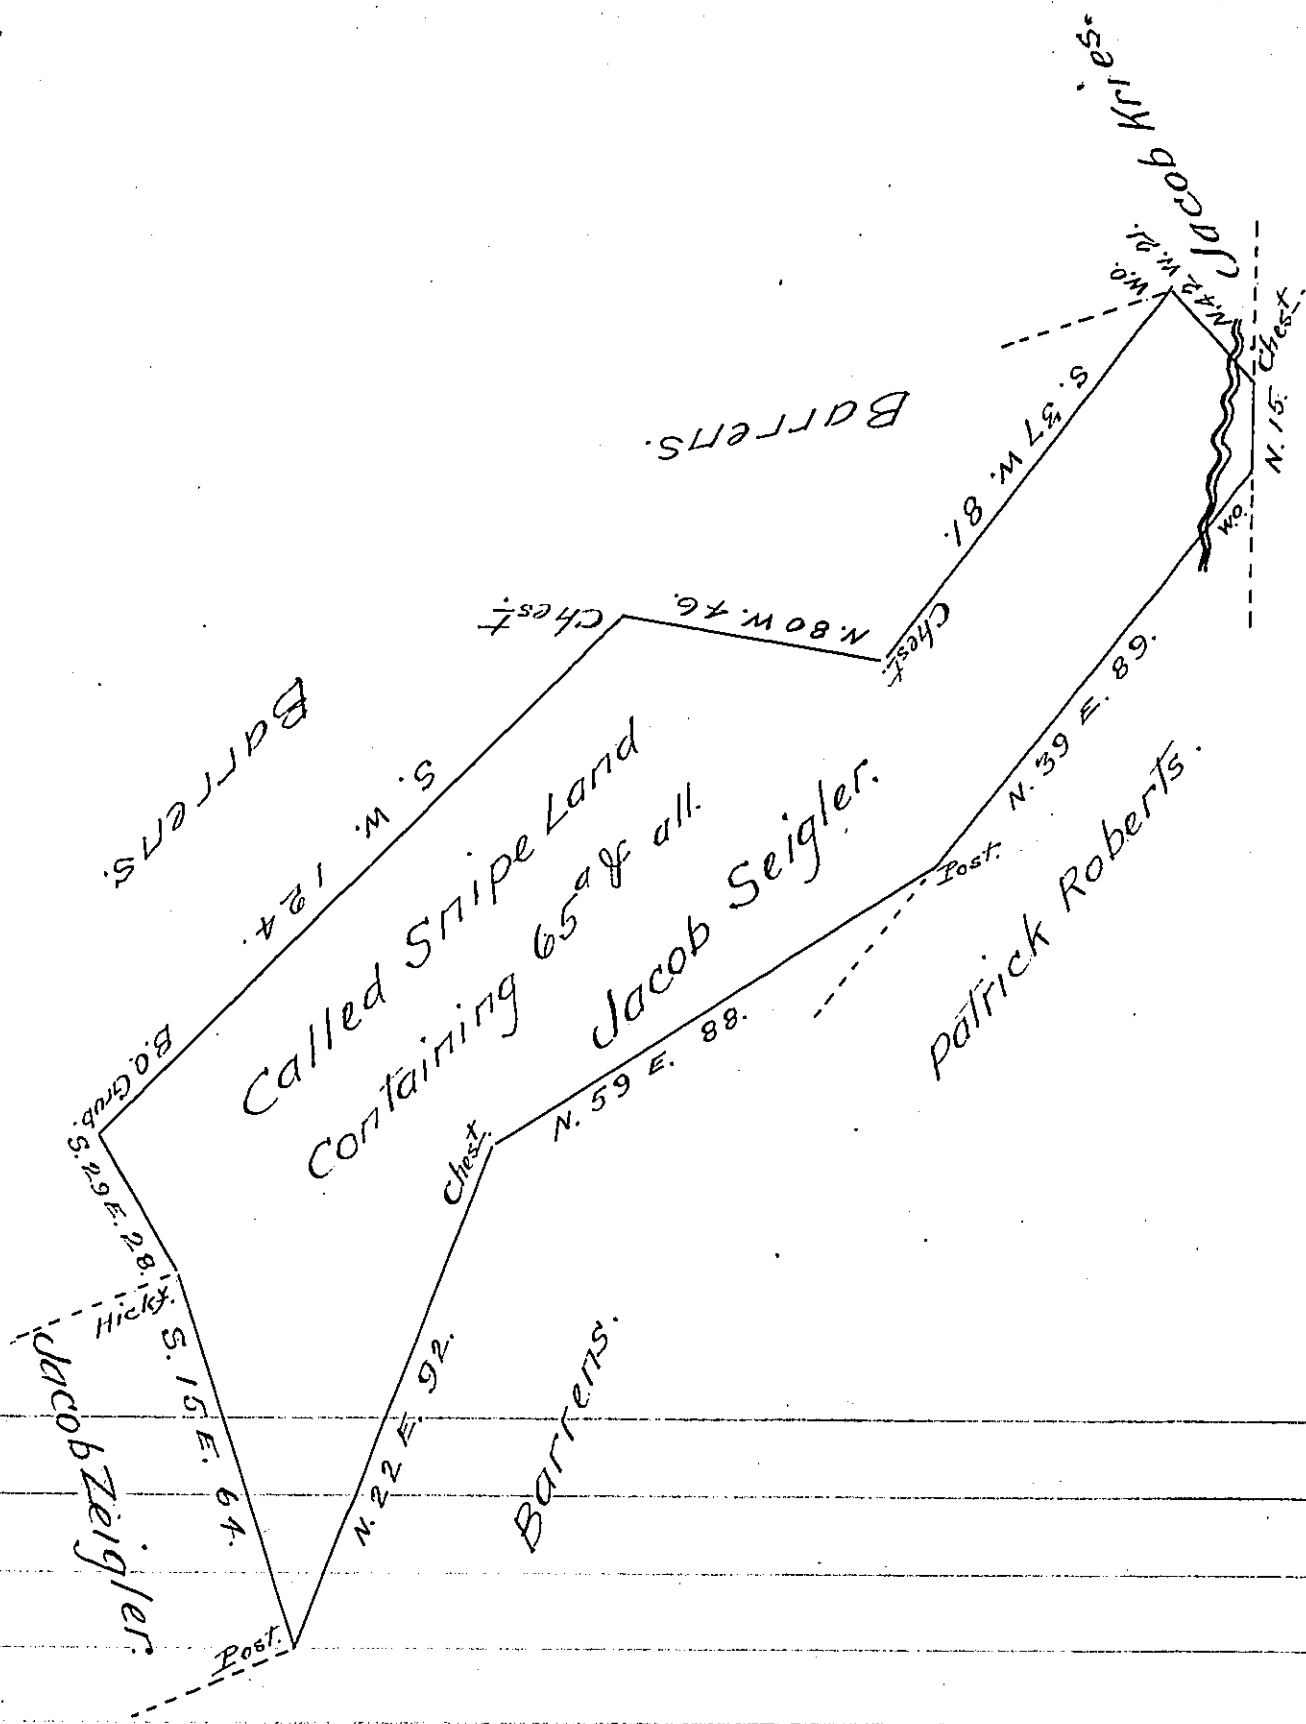 Jacob Kries.
W.O.
N. 42 W. 21.
Chest.
N. 15.
W.O.
S. 37 W. 81.
Barrens.
Chest.
N. 80 W. 46.
Chest.
N. 39 E. 89.
Patrick Roberts.
Post.
Barrens.
S. W. 124.
Called Snipe Land
Containing 65ᵃ & all.
Jacob Seigler.
N. 59 E. 88.
Chest.
B.O. Grub.
S. 29 E. 28.
Hicky.
S. 15 E. 64.
Jacob Zeigler
N. 22 E. 92.
Barrens.
Post.